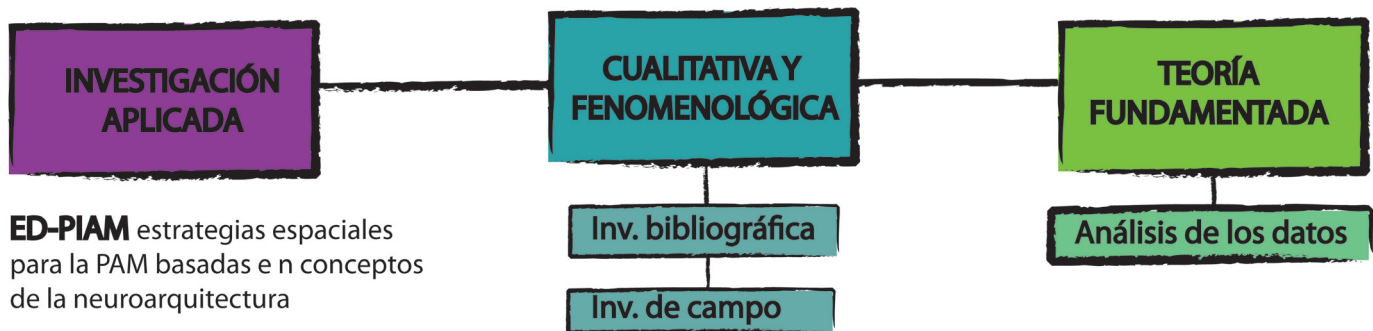 INVESTIGACIÓN
APLICADA
CUALITATIVA Y
FENOMENOLÓGICA
TEORÍA
FUNDAMENTADA
ED-PIAM estrategias espaciales
para la PAM basadas e n conceptos
de la neuroarquitectura
Inv. bibliográfica
Inv. de campo
Análisis de los datos